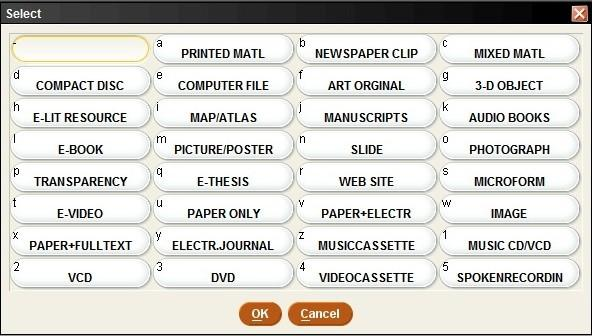 Select
-
a PRINTED MATL
b NEWSPAPER CLIP
c MIXED MATL
d COMPACT DISC
e COMPUTER FILE
f ART ORGINAL
g 3-D OBJECT
h E-LIT RESOURCE
i MAP/ATLAS
j MANUSCRIPTS
k AUDIO BOOKS
l E-BOOK
m PICTURE/POSTER
n SLIDE
o PHOTOGRAPH
p TRANSPARENCY
q E-THESIS
r WEB SITE
s MICROFORM
t E-VIDEO
u PAPER ONLY
v PAPER+ELECTR
w IMAGE
x PAPER+FULLTEXT
y ELECTR.JOURNAL
z MUSICCASSETTE
1 MUSIC CD/VCD
2 VCD
3 DVD
4 VIDEOCASSETTE
5 SPOKENRECORDIN
OK Cancel